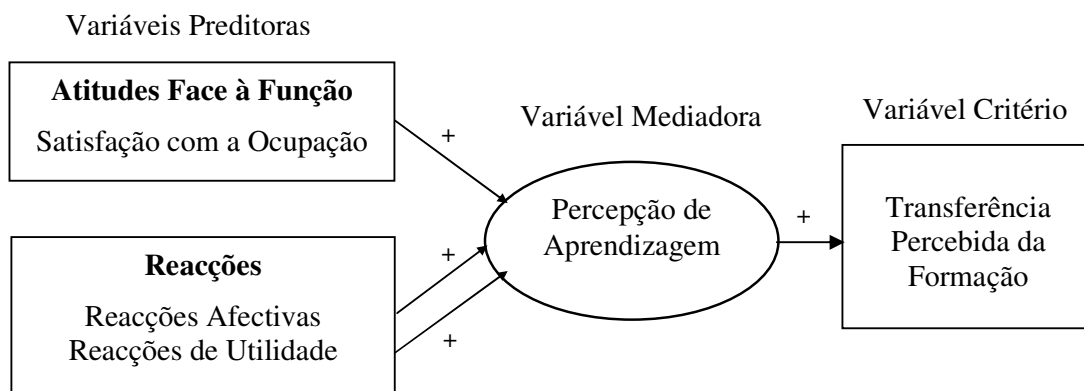 Variáveis Preditoras
Atitudes Face à Função
Satisfação com a Ocupação
+
Variável Mediadora
Variável Critério
Percepção de
Aprendizagem
+
Transferência
Percebida da
Formação
Reacções
Reacções Afectivas
Reacções de Utilidade
+
+